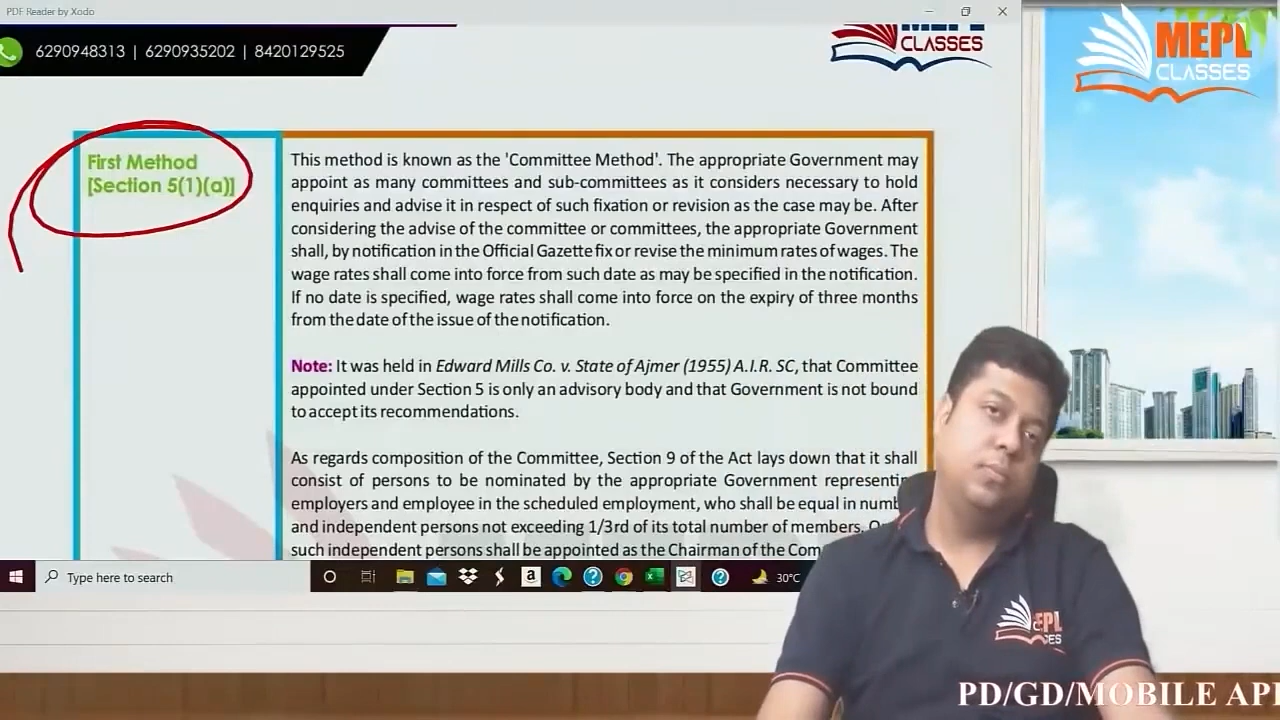 PDF Reader by Xodo
6290948313 | 6290935202 | 8420129525
CLASSES
MEPL
CLASSES
First Method
[Section 5(1)(a)]
This method is known as the 'Committee Method'. The appropriate Government may
appoint as many committees and sub-committees as it considers necessary to hold
enquiries and advise it in respect of such fixation or revision as the case may be. After
considering the advise of the committee or committees, the appropriate Government
shall, by notification in the Official Gazette fix or revise the minimum rates of wages. The
wage rates shall come into force from such date as may be specified in the notification.
If no date is specified, wage rates shall come into force on the expiry of three months
from the date of the issue of the notification.
Note: It was held in Edward Mills Co. v. State of Ajmer (1955) A.I.R. SC, that Committee
appointed under Section 5 is only an advisory body and that Government is not bound
to accept its recommendations.
As regards composition of the Committee, Section 9 of the Act lays down that it shall
consist of persons to be nominated by the appropriate Government
employers and employee in the scheduled employment, who shall be equal in
and independent persons not exceeding 1/3rd of its total number of members.
such independent persons shall be appointed as the Chairman of the
Type here to search
30°C
PD/GD/MOBILE